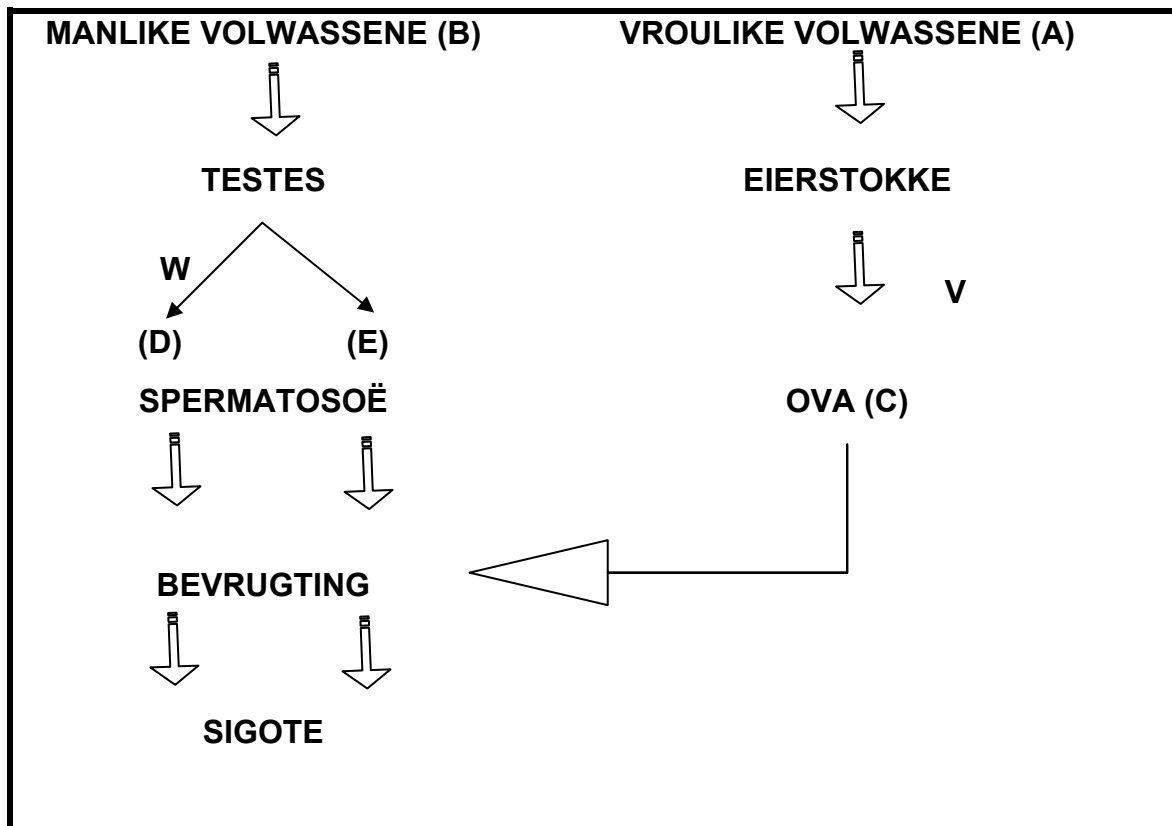 MANLIKE VOLWASSENE (B) VROULIKE VOLWASSENE (A)
TESTES EIERSTOKKE
W
V
(D) (E)
SPERMATOSOË OVA (C)
BEVRUGTING
SIGOTE